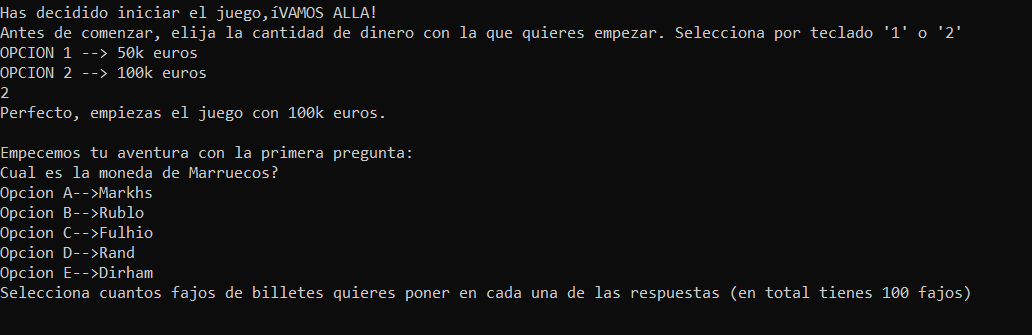 Has decidido iniciar el juego,íVAMOS ALLA!
Antes de comenzar, elija la cantidad de dinero con la que quieres empezar. Selecciona por teclado '1' o '2'
OPCION 1 --> 50k euros
OPCION 2 --> 100k euros
2
Perfecto, empiezas el juego con 100k euros.
Empecemos tu aventura con la primera pregunta:
Cual es la moneda de Marruecos?
Opcion A-->Markhs
Opcion B-->Rublo
Opcion C-->Fulhio
Opcion D-->Rand
Opcion E-->Dirham
Selecciona cuantos fajos de billetes quieres poner en cada una de las respuestas (en total tienes 100 fajos)